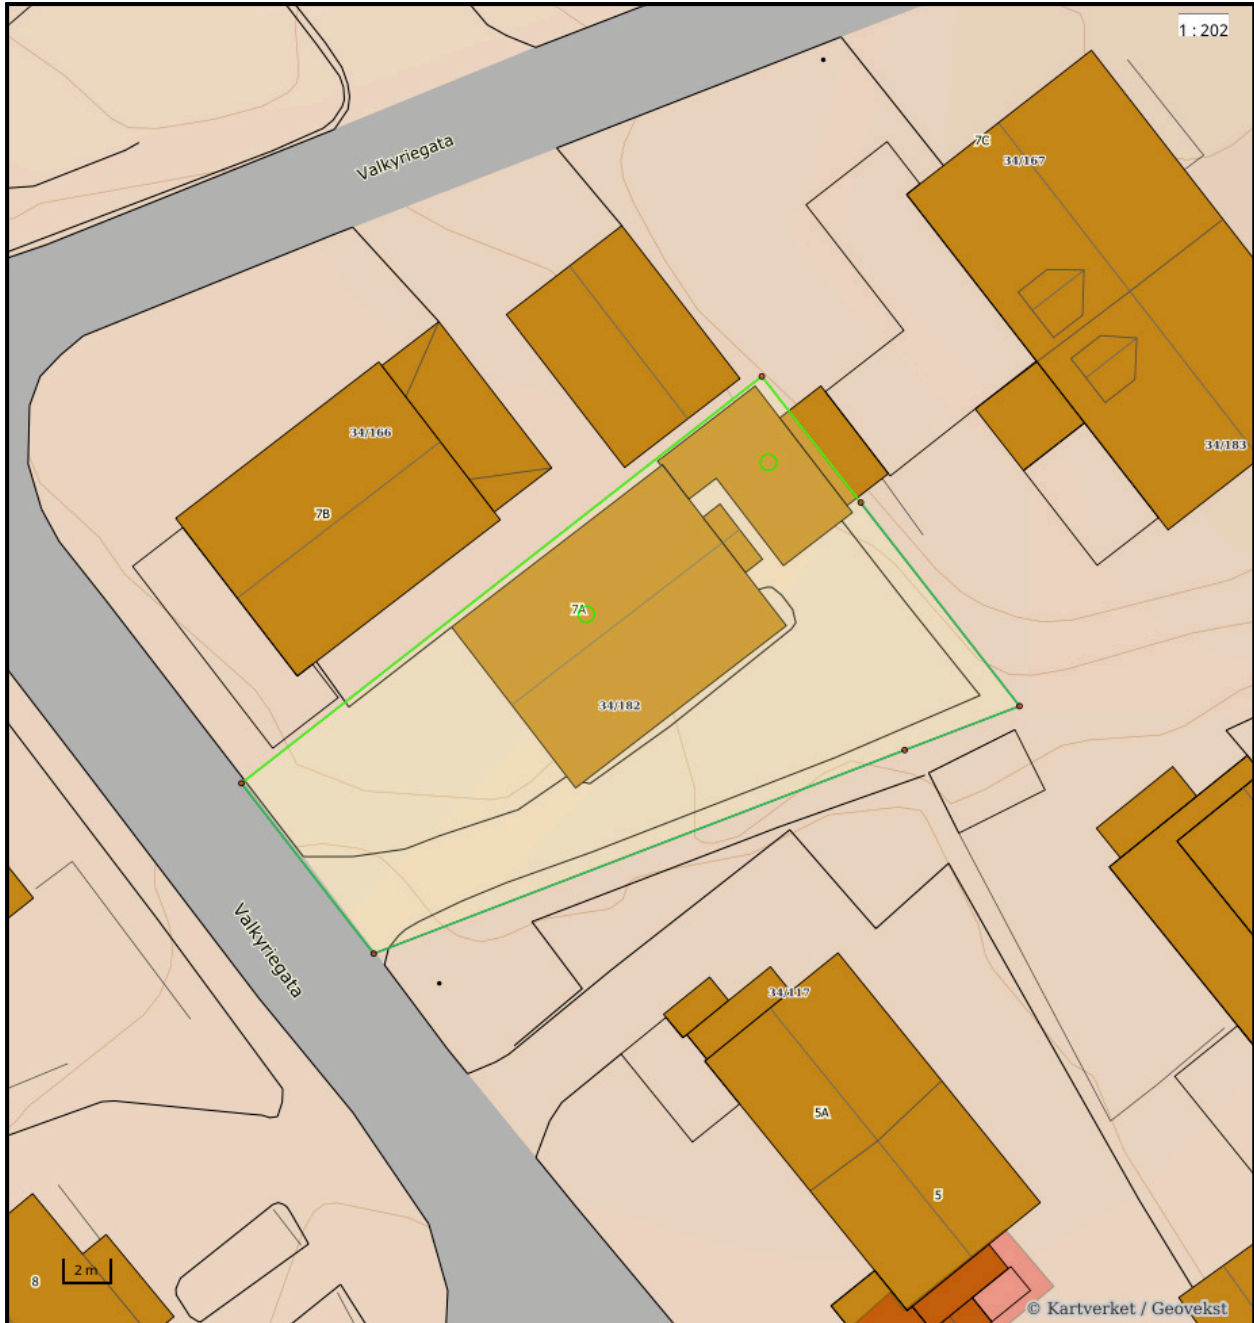 1 : 202
Valkyriegata
7C
34/167
34/166
34/183
7B
7A
34/182
Valkyriegata
34/117
5A
5
8
2 m
© Kartverket / Geovekst